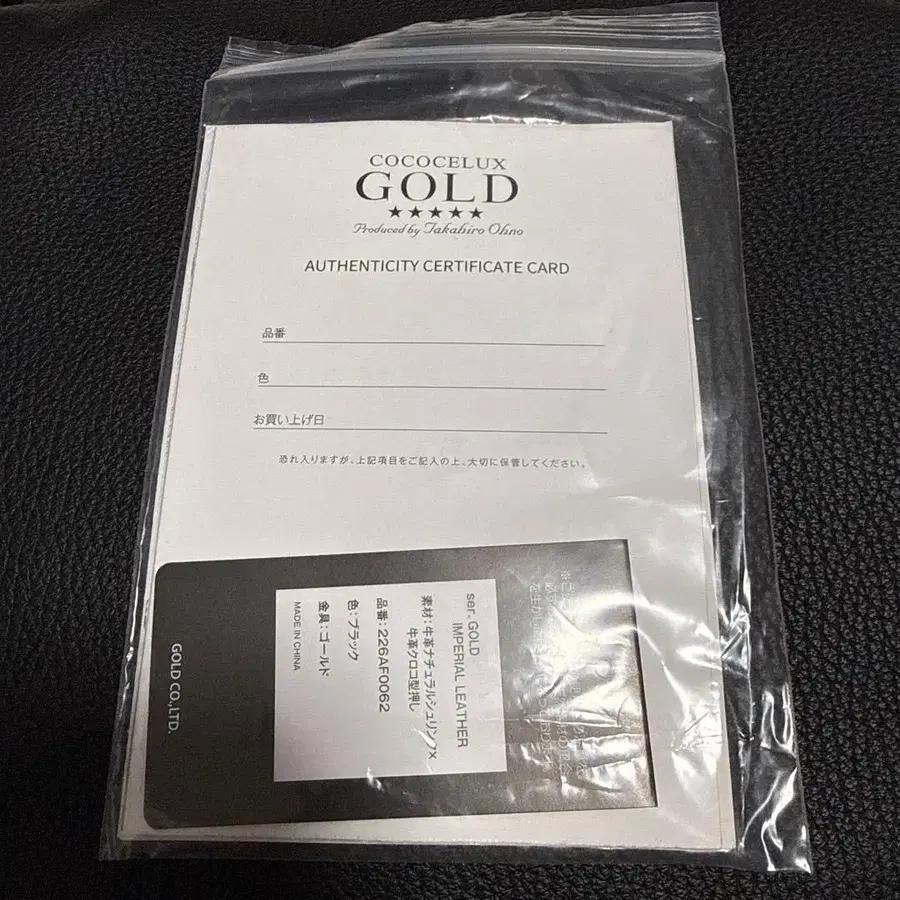 COCOCELUX
GOLD
★★★★★
Produced by Takahiro Ohno
AUTHENTICITY CERTIFICATE CARD
品番
色
お買い上げ日
恐れ入りますが、上記項目をご記入の上、大切に保管してください。
ser. GOLD
IMPERIAL LEATHER
素材：牛革ナチュラルシュリンク×
牛革クロコ型押し
品番：226AF0062
色：ブラック
金具：ゴールド
MADE IN CHINA
GOLD CO.,LTD.